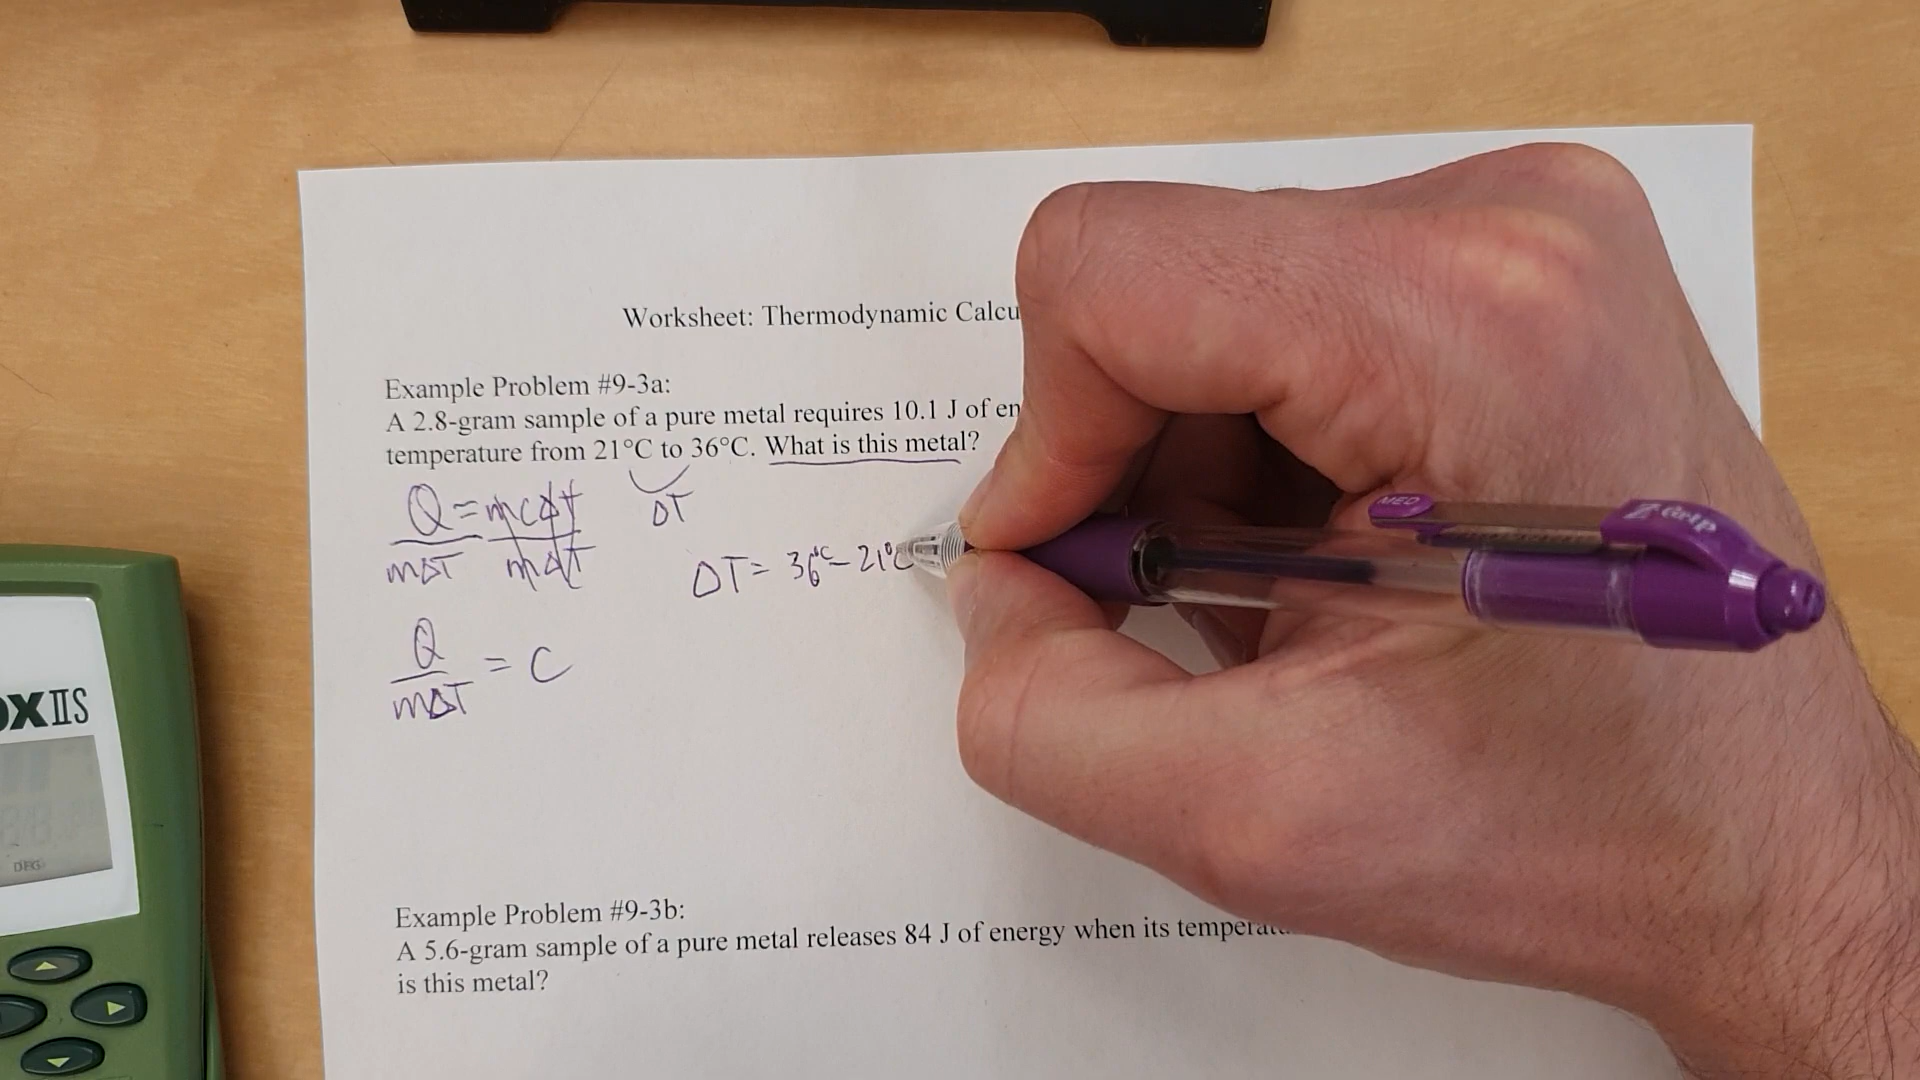 Worksheet: Thermodynamic Calcu
Example Problem #9-3a:
A 2.8-gram sample of a pure metal requires 10.1 J of en
temperature from 21°C to 36°C. What is this metal?
Q = mcΔT
mΔT mΔT
ΔT
ΔT = 36°C - 21°C
Q
mΔT = C
Example Problem #9-3b:
A 5.6-gram sample of a pure metal releases 84 J of energy when its temperatu
is this metal?
MED
Z-Grip
XIIS
DEG